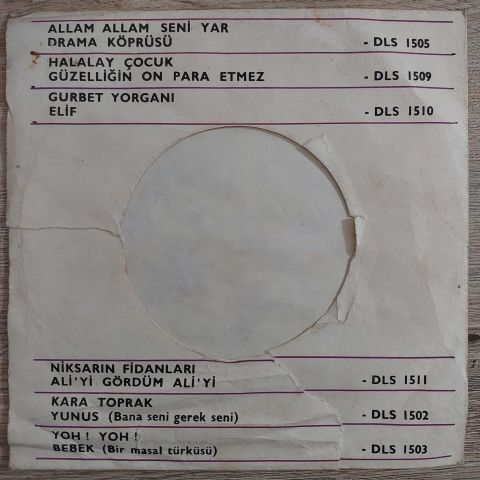 ALLAM ALLAM SENİ YAR
DRAMA KÖPRÜSÜ - DLS 1505
HALALAY ÇOCUK
GÜZELLİĞİN ON PARA ETMEZ - DLS 1509
GURBET YORGANI
ELİF - DLS 1510
NİKSARIN FİDANLARI
ALİ'Yİ GÖRDÜM ALİ'Yİ - DLS 1511
KARA TOPRAK
YUNUS (Bana seni gerek seni) - DLS 1502
YOH ! YOH !
BEBEK (Bir masal türküsü) - DLS 1503